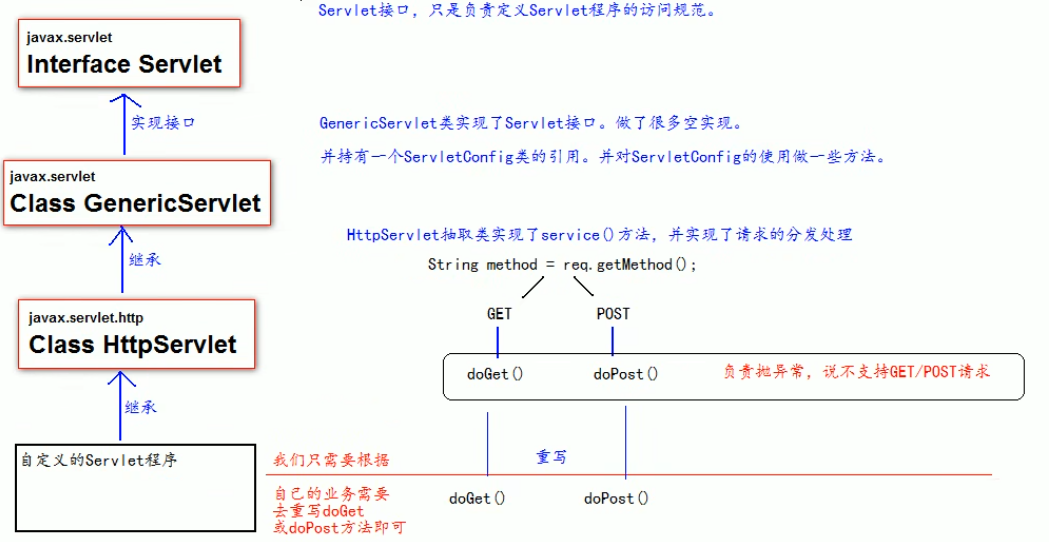 Servlet接口，只是负责定义Servlet程序的访问规范。
javax.servlet
Interface Servlet
实现接口
GenericServlet类实现了Servlet接口。做了很多空实现。
并持有一个ServletConfig类的引用。并对ServletConfig的使用做一些方法。
javax.servlet
Class GenericServlet
继承
HttpServlet抽取类实现了service()方法，并实现了请求的分发处理
String method = req.getMethod();
GET
POST
javax.servlet.http
Class HttpServlet
doGet()
doPost()
负责抛异常，说不支持GET/POST请求
继承
自定义的Servlet程序
我们只需要根据
重写
自己的业务需要
去重写doGet
或doPost方法即可
doGet()
doPost()